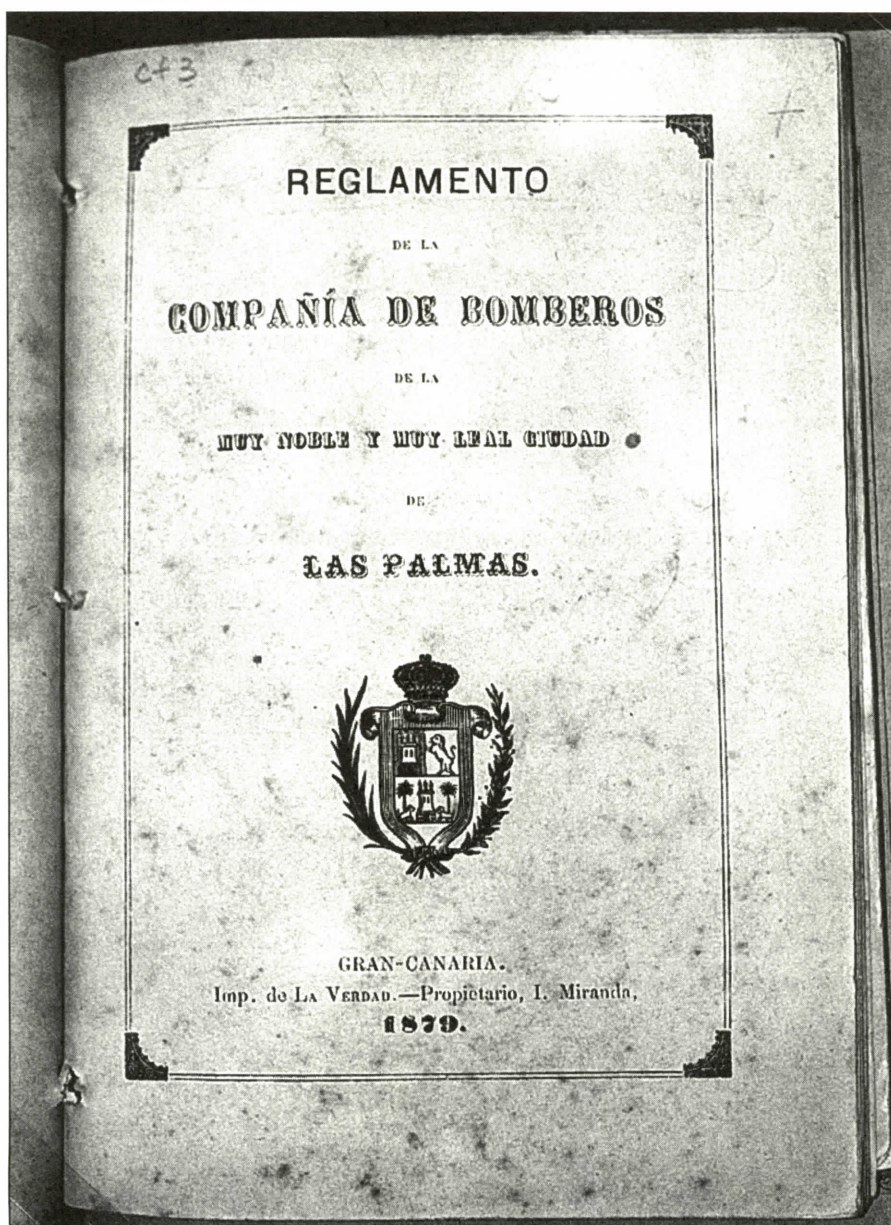 c+3
REGLAMENTO
DE LA
COMPAÑÍA DE BOMBEROS
DE LA
MUY NOBLE Y MUY LEAL CIUDAD
DE
LAS PALMAS.
GRAN-CANARIA.
Imp. de LA VERDAD.—Propietario, I. Miranda,
1879.